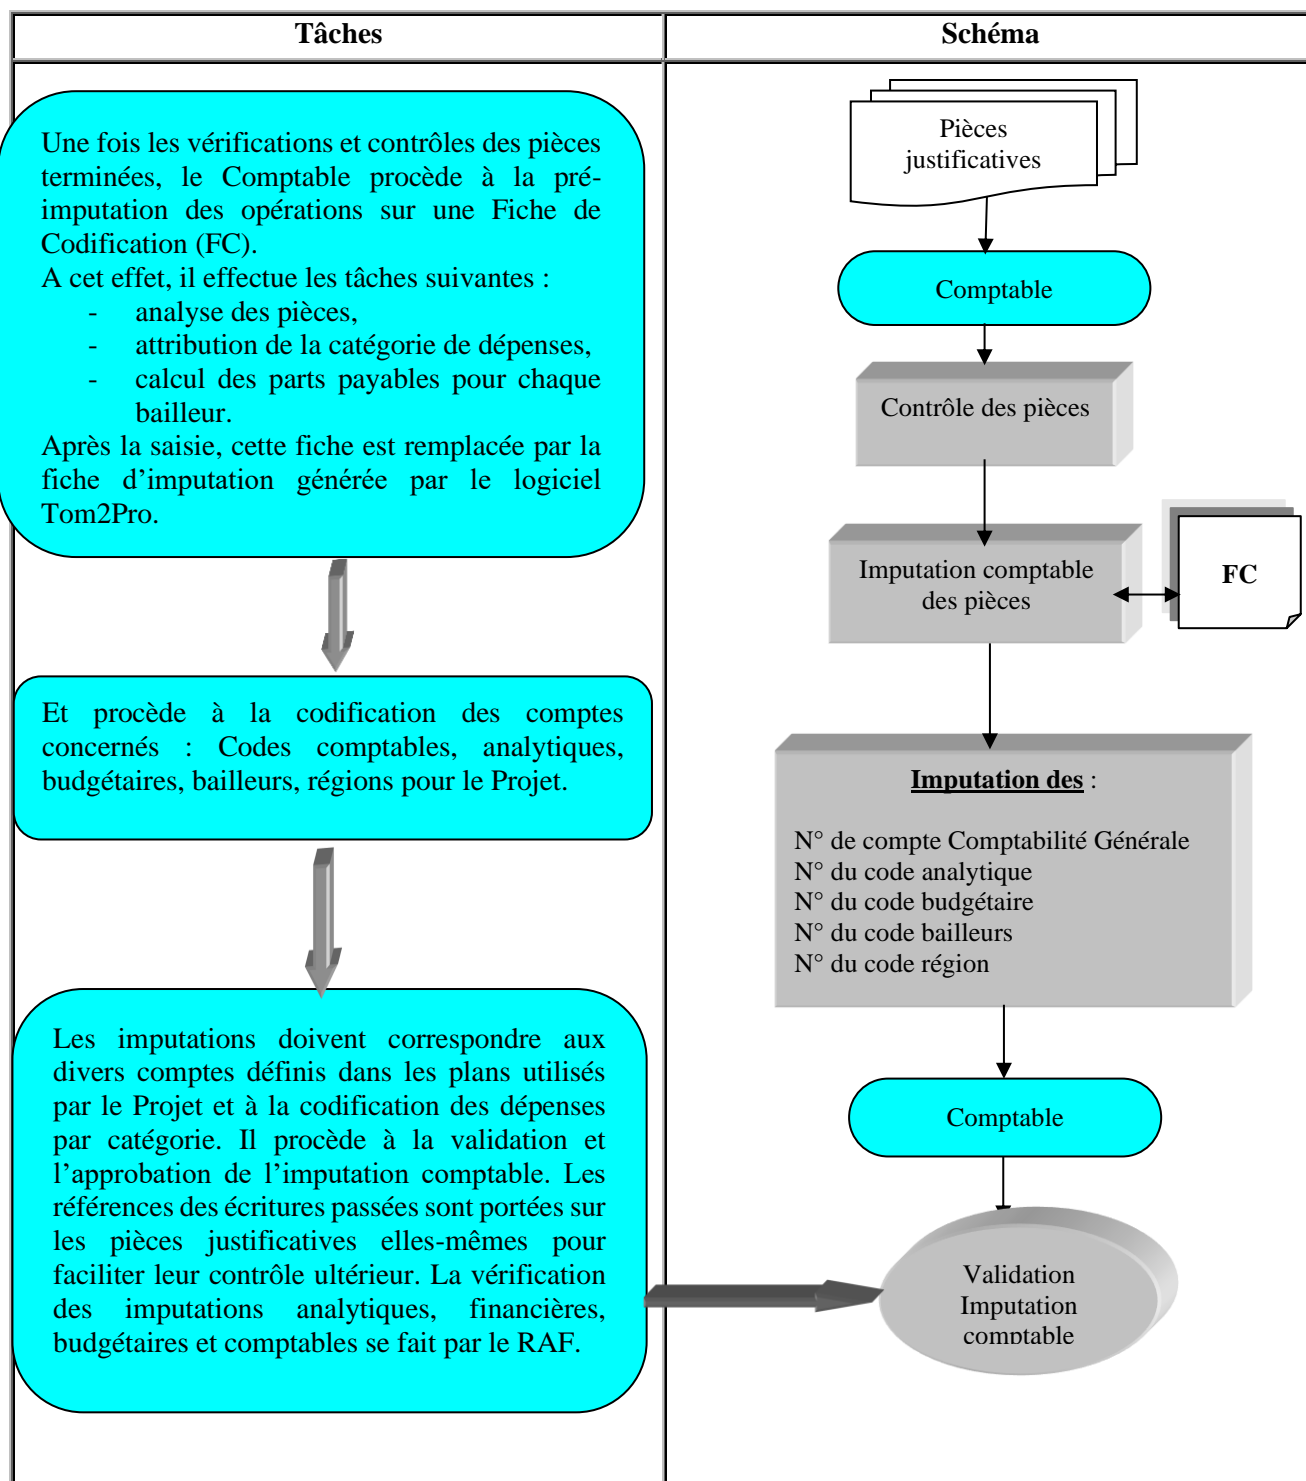 Tâches
Une fois les vérifications et contrôles des pièces
terminées, le Comptable procède à la pré-
imputation des opérations sur une Fiche de
Codification (FC).
A cet effet, il effectue les tâches suivantes :
- analyse des pièces,
- attribution de la catégorie de dépenses,
- calcul des parts payables pour chaque
bailleur.
Après la saisie, cette fiche est remplacée par la
fiche d’imputation générée par le logiciel
Tom2Pro.
Et procède à la codification des comptes
concernés : Codes comptables, analytiques,
budgétaires, bailleurs, régions pour le Projet.
Les imputations doivent correspondre aux
divers comptes définis dans les plans utilisés
par le Projet et à la codification des dépenses
par catégorie. Il procède à la validation et
l’approbation de l’imputation comptable. Les
références des écritures passées sont portées sur
les pièces justificatives elles-mêmes pour
faciliter leur contrôle ultérieur. La vérification
des imputations analytiques, financières,
budgétaires et comptables se fait par le RAF.
Schéma
Pièces
justificatives
Comptable
Contrôle des pièces
Imputation comptable
des pièces
FC
Imputation des :
N° de compte Comptabilité Générale
N° du code analytique
N° du code budgétaire
N° du code bailleurs
N° du code région
Comptable
Validation
Imputation
comptable